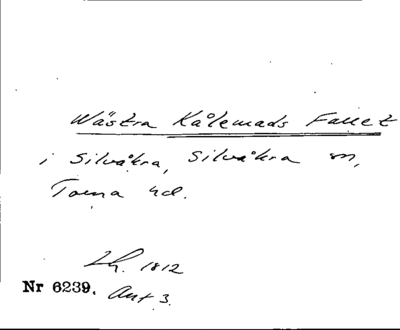 Wästra Kålemads Fallet
i Silvåkra, Silvåkra sn,
Torna hd.
Lh. 1812
Nr 6239. Akt 3.